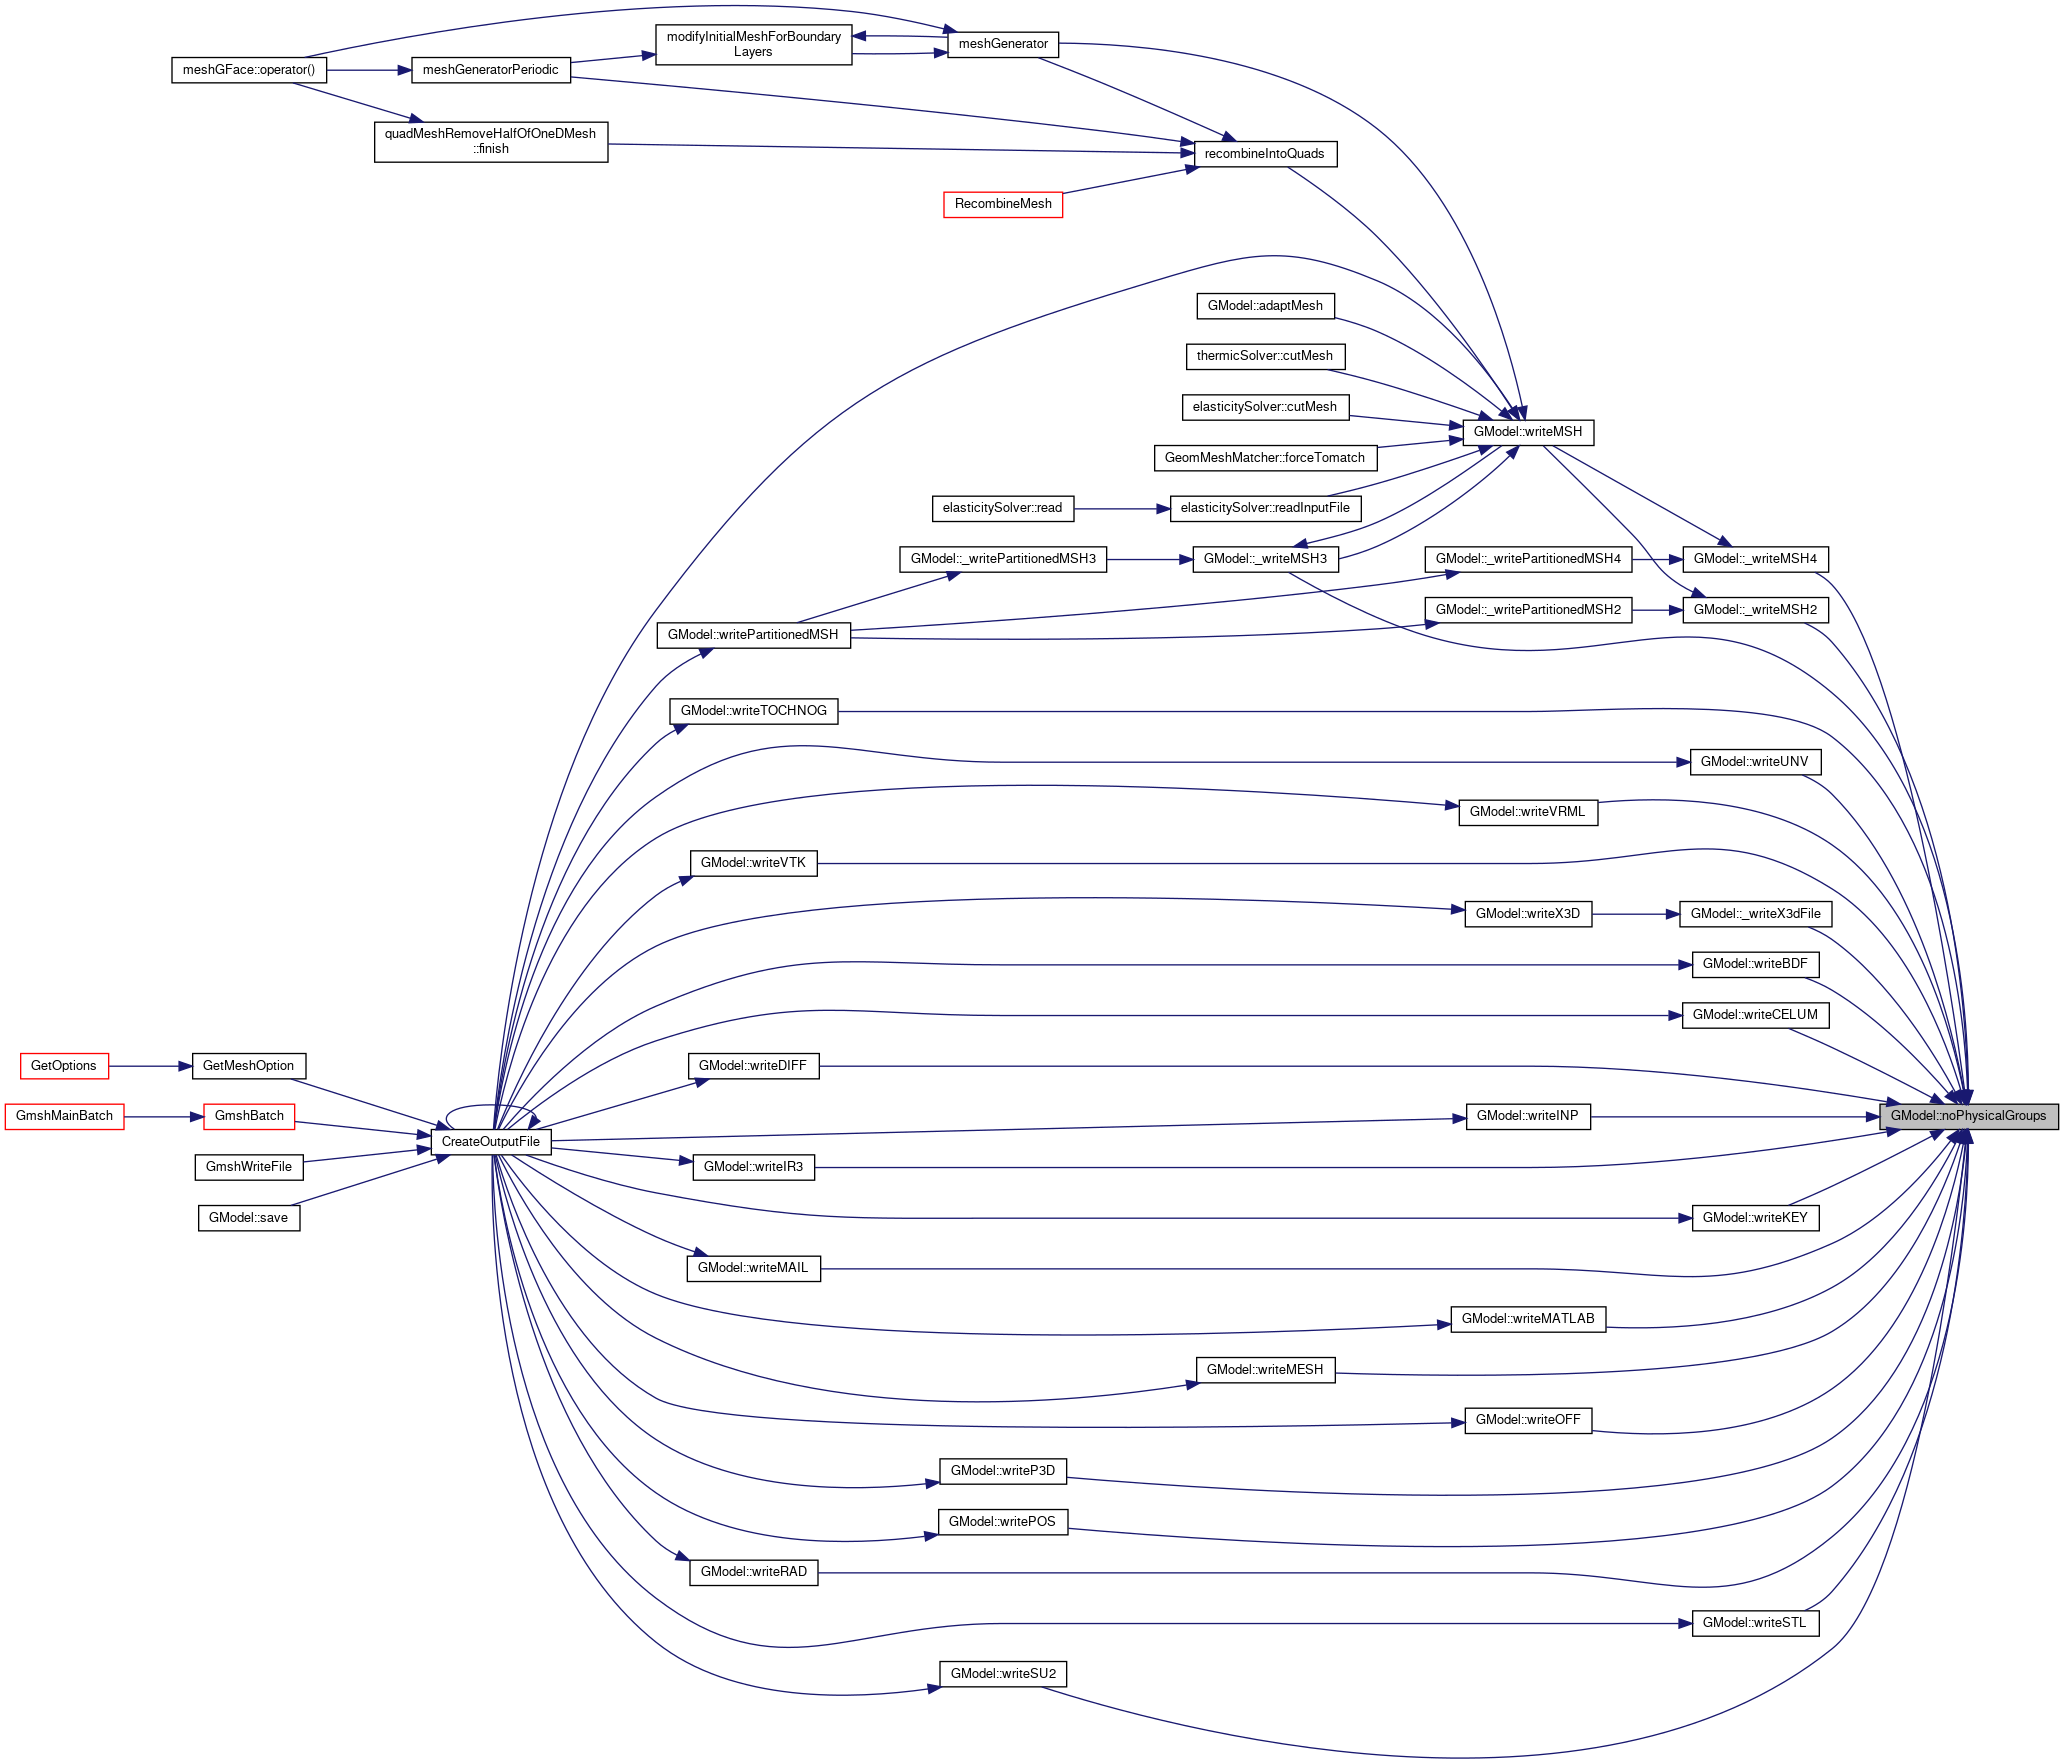 modifyInitialMeshForBoundary
Layers
meshGenerator
meshGFace::operator()
meshGeneratorPeriodic
quadMeshRemoveHalfOfOneDMesh
::finish
recombineIntoQuads
RecombineMesh
GModel::adaptMesh
thermicSolver::cutMesh
elasticitySolver::cutMesh
GModel::writeMSH
GeomMeshMatcher::forceTomatch
elasticitySolver::read
elasticitySolver::readInputFile
GModel::_writePartitionedMSH3
GModel::_writeMSH3
GModel::_writePartitionedMSH4
GModel::_writeMSH4
GModel::_writePartitionedMSH2
GModel::_writeMSH2
GModel::writePartitionedMSH
GModel::writeTOCHNOG
GModel::writeUNV
GModel::writeVRML
GModel::writeVTK
GModel::writeX3D
GModel::_writeX3dFile
GModel::writeBDF
GModel::writeCELUM
GetOptions
GetMeshOption
GModel::writeDIFF
GmshMainBatch
GmshBatch
GModel::writeINP
GModel::noPhysicalGroups
CreateOutputFile
GmshWriteFile
GModel::writeIR3
GModel::save
GModel::writeKEY
GModel::writeMAIL
GModel::writeMATLAB
GModel::writeMESH
GModel::writeOFF
GModel::writeP3D
GModel::writePOS
GModel::writeRAD
GModel::writeSTL
GModel::writeSU2